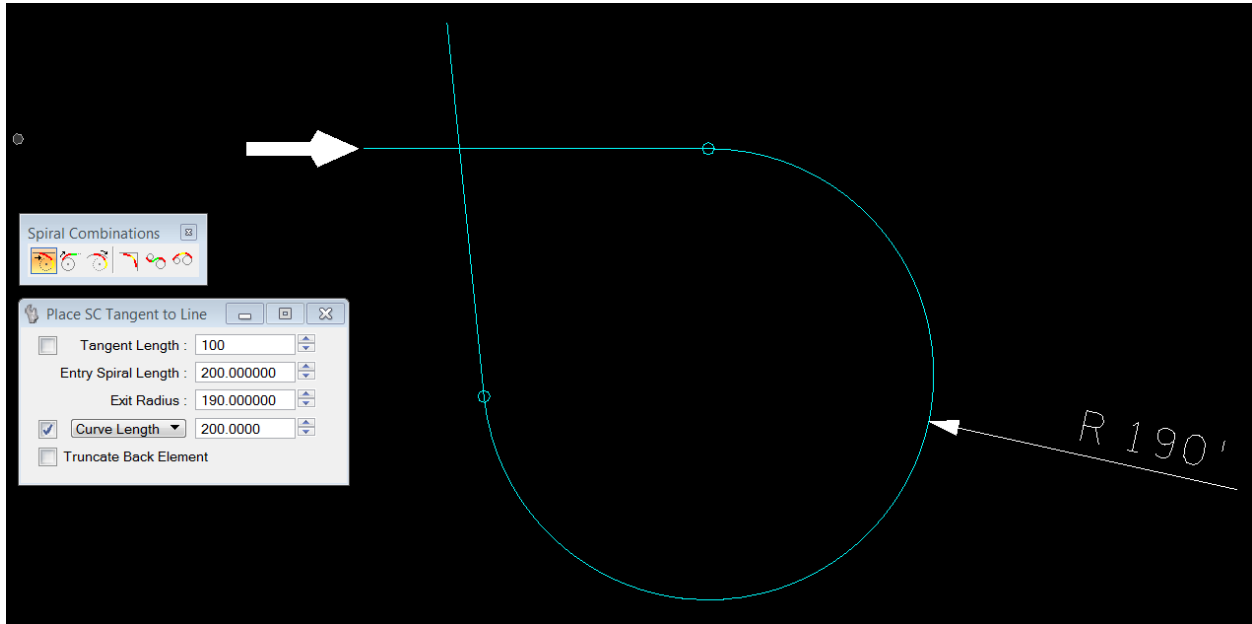 Spiral Combinations
Place SC Tangent to Line
Tangent Length : 100
Entry Spiral Length : 200.000000
Exit Radius : 190.000000
Curve Length 200.0000
Truncate Back Element
R 190'